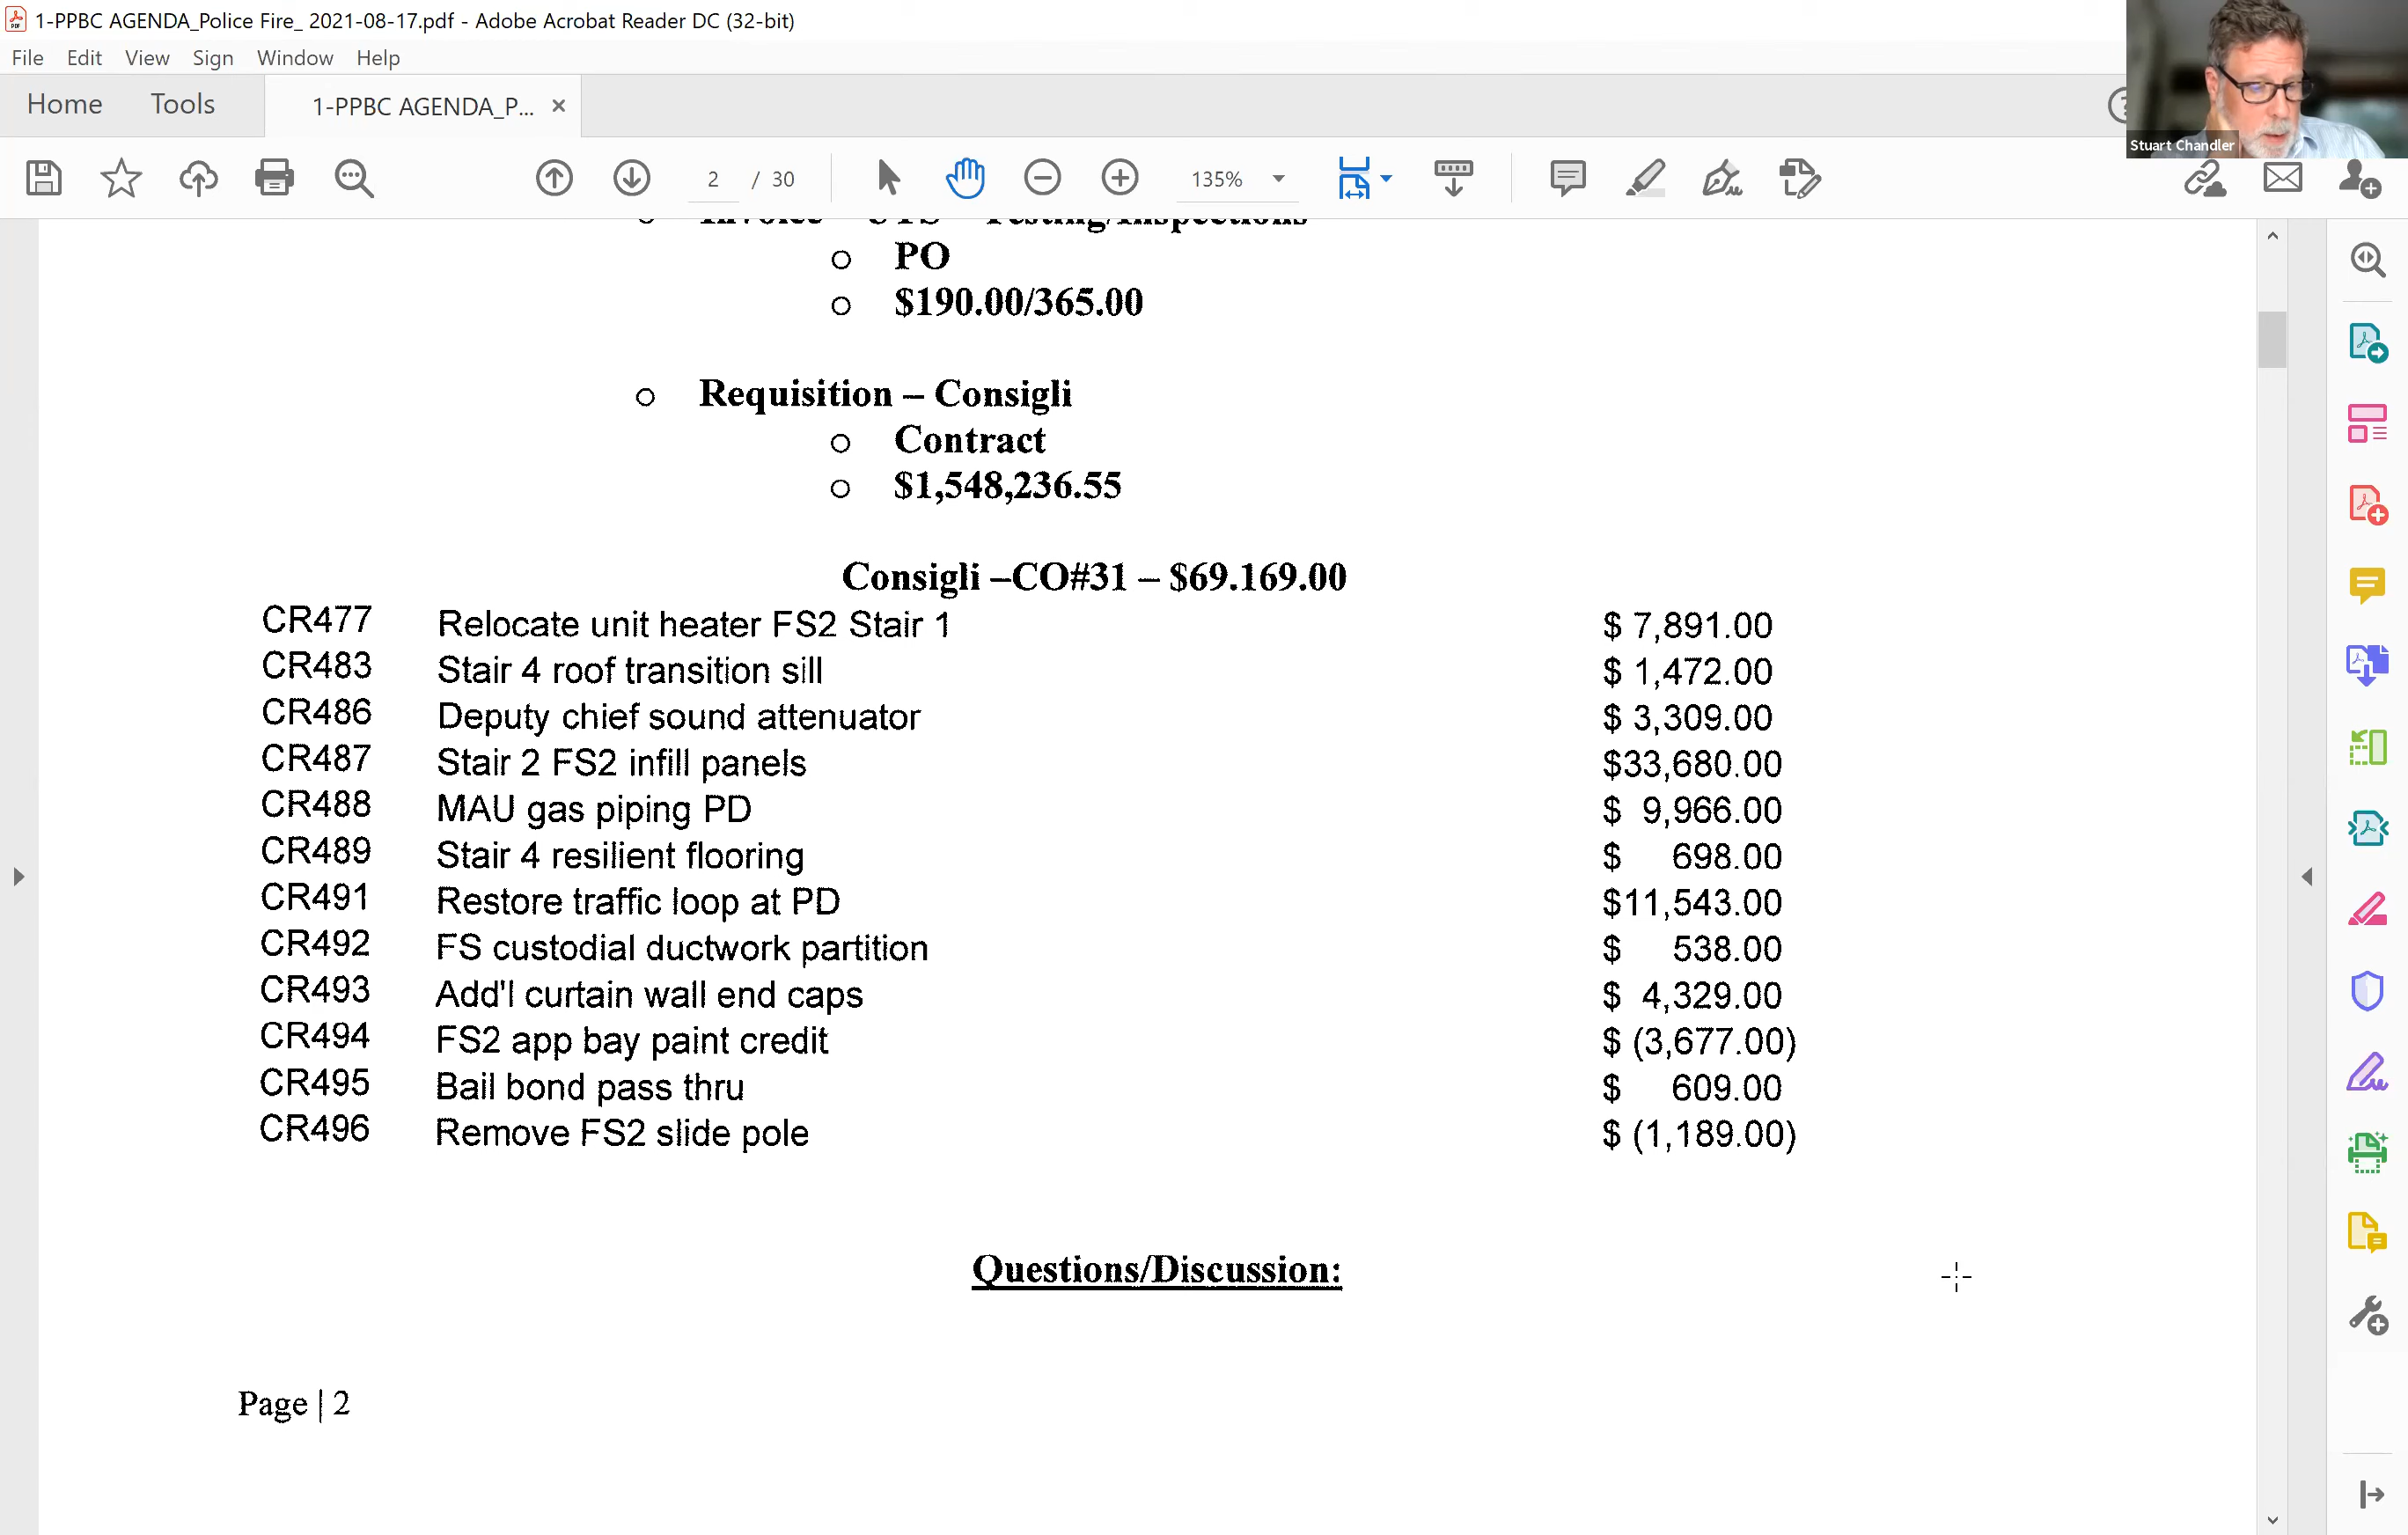 1-PPBC AGENDA_Police Fire_ 2021-08-17.pdf - Adobe Acrobat Reader DC (32-bit)
File Edit View Sign Window Help
Home Tools 1-PPBC AGENDA_P... ×
2 / 30 135%
Stuart Chandler
Testing/Inspections
PO
$190.00/365.00
Requisition – Consigli
Contract
$1,548,236.55
Consigli –CO#31 – $69.169.00
CR477 Relocate unit heater FS2 Stair 1 $ 7,891.00
CR483 Stair 4 roof transition sill $ 1,472.00
CR486 Deputy chief sound attenuator $ 3,309.00
CR487 Stair 2 FS2 infill panels $33,680.00
CR488 MAU gas piping PD $ 9,966.00
CR489 Stair 4 resilient flooring $ 698.00
CR491 Restore traffic loop at PD $11,543.00
CR492 FS custodial ductwork partition $ 538.00
CR493 Add'l curtain wall end caps $ 4,329.00
CR494 FS2 app bay paint credit $ (3,677.00)
CR495 Bail bond pass thru $ 609.00
CR496 Remove FS2 slide pole $ (1,189.00)
Questions/Discussion:
Page | 2